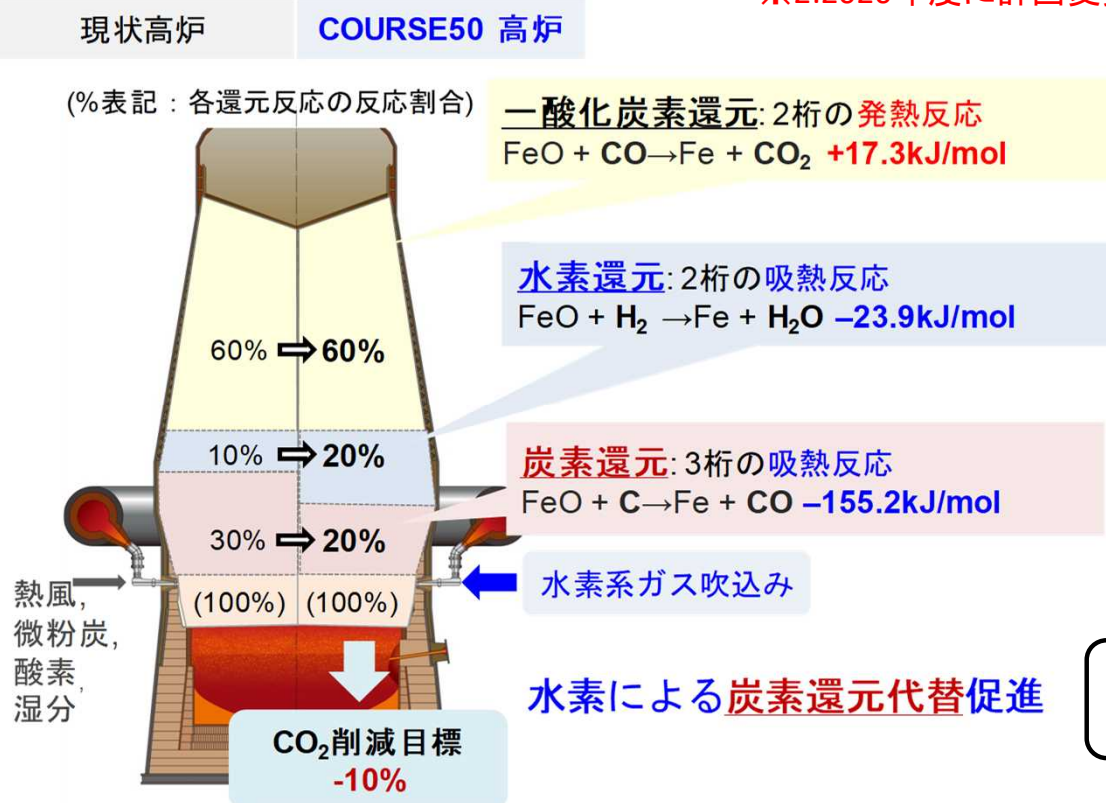 現状高炉
COURSE50 高炉
(%表記：各還元反応の反応割合)
一酸化炭素還元: 2桁の発熱反応
FeO + CO→Fe + CO₂ +17.3kJ/mol
水素還元: 2桁の吸熱反応
FeO + H₂ →Fe + H₂O –23.9kJ/mol
60% ⇒ 60%
10% ⇒ 20%
炭素還元: 3桁の吸熱反応
FeO + C→Fe + CO –155.2kJ/mol
30% ⇒ 20%
水素系ガス吹込み
熱風,
微粉炭,
酸素,
湿分
(100%) (100%)
水素による炭素還元代替促進
CO₂削減目標
-10%